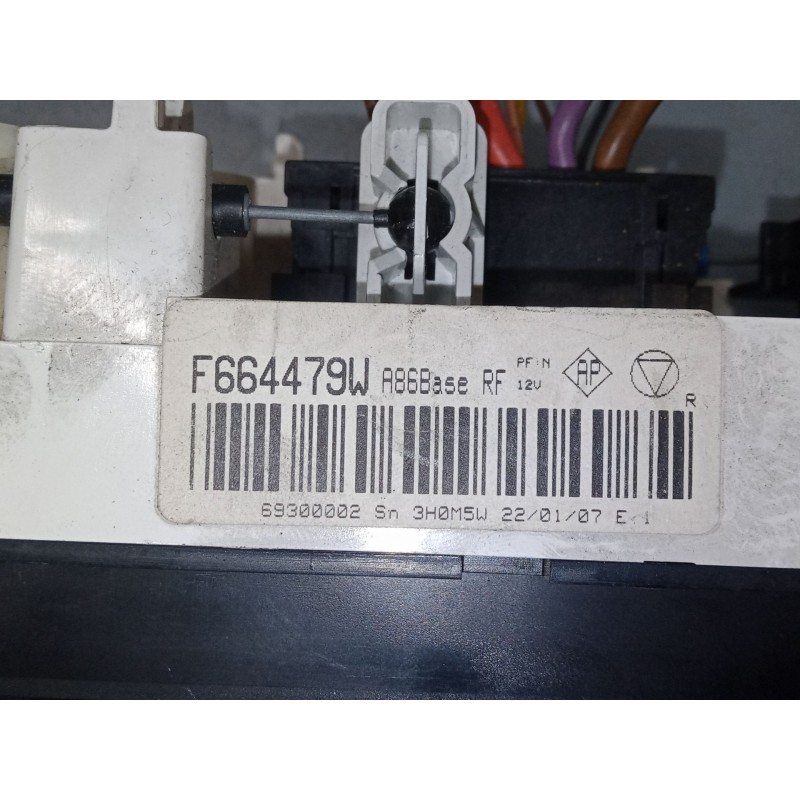 F664479W A86Base RF PF:N
12V AP R
69300002 Sn 3H0M5W 22/01/07 E 1